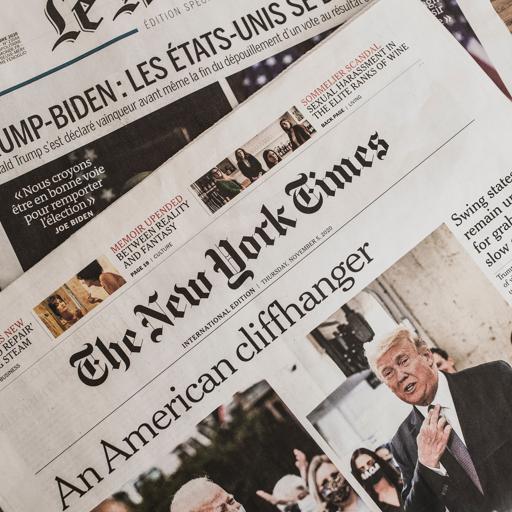 Le
ÉDITION SPÉC
UMP-BIDEN : LES ÉTATS-UNIS SE
ald Trump s'est déclaré vainqueur avant même la fin du dépouillement d'un vote au résultat
«Nous croyons
être en bonne voie
pour remporter
l'élection»
JOE BIDEN
SOMMELIER SCANDAL
SEXUAL HARASSMENT IN
THE ELITE RANKS OF WINE
BACK PAGE | LIVING
MEMOIR, UPENDED
BETWEEN REALITY
AND FANTASY
PAGE 19 | CULTURE
S NEW
REPAIR'
G STEAM
BUSINESS
The New York Times
INTERNATIONAL EDITION | THURSDAY, NOVEMBER 5, 2020
An American cliffhanger
Swing state
remain u
for grab
slow